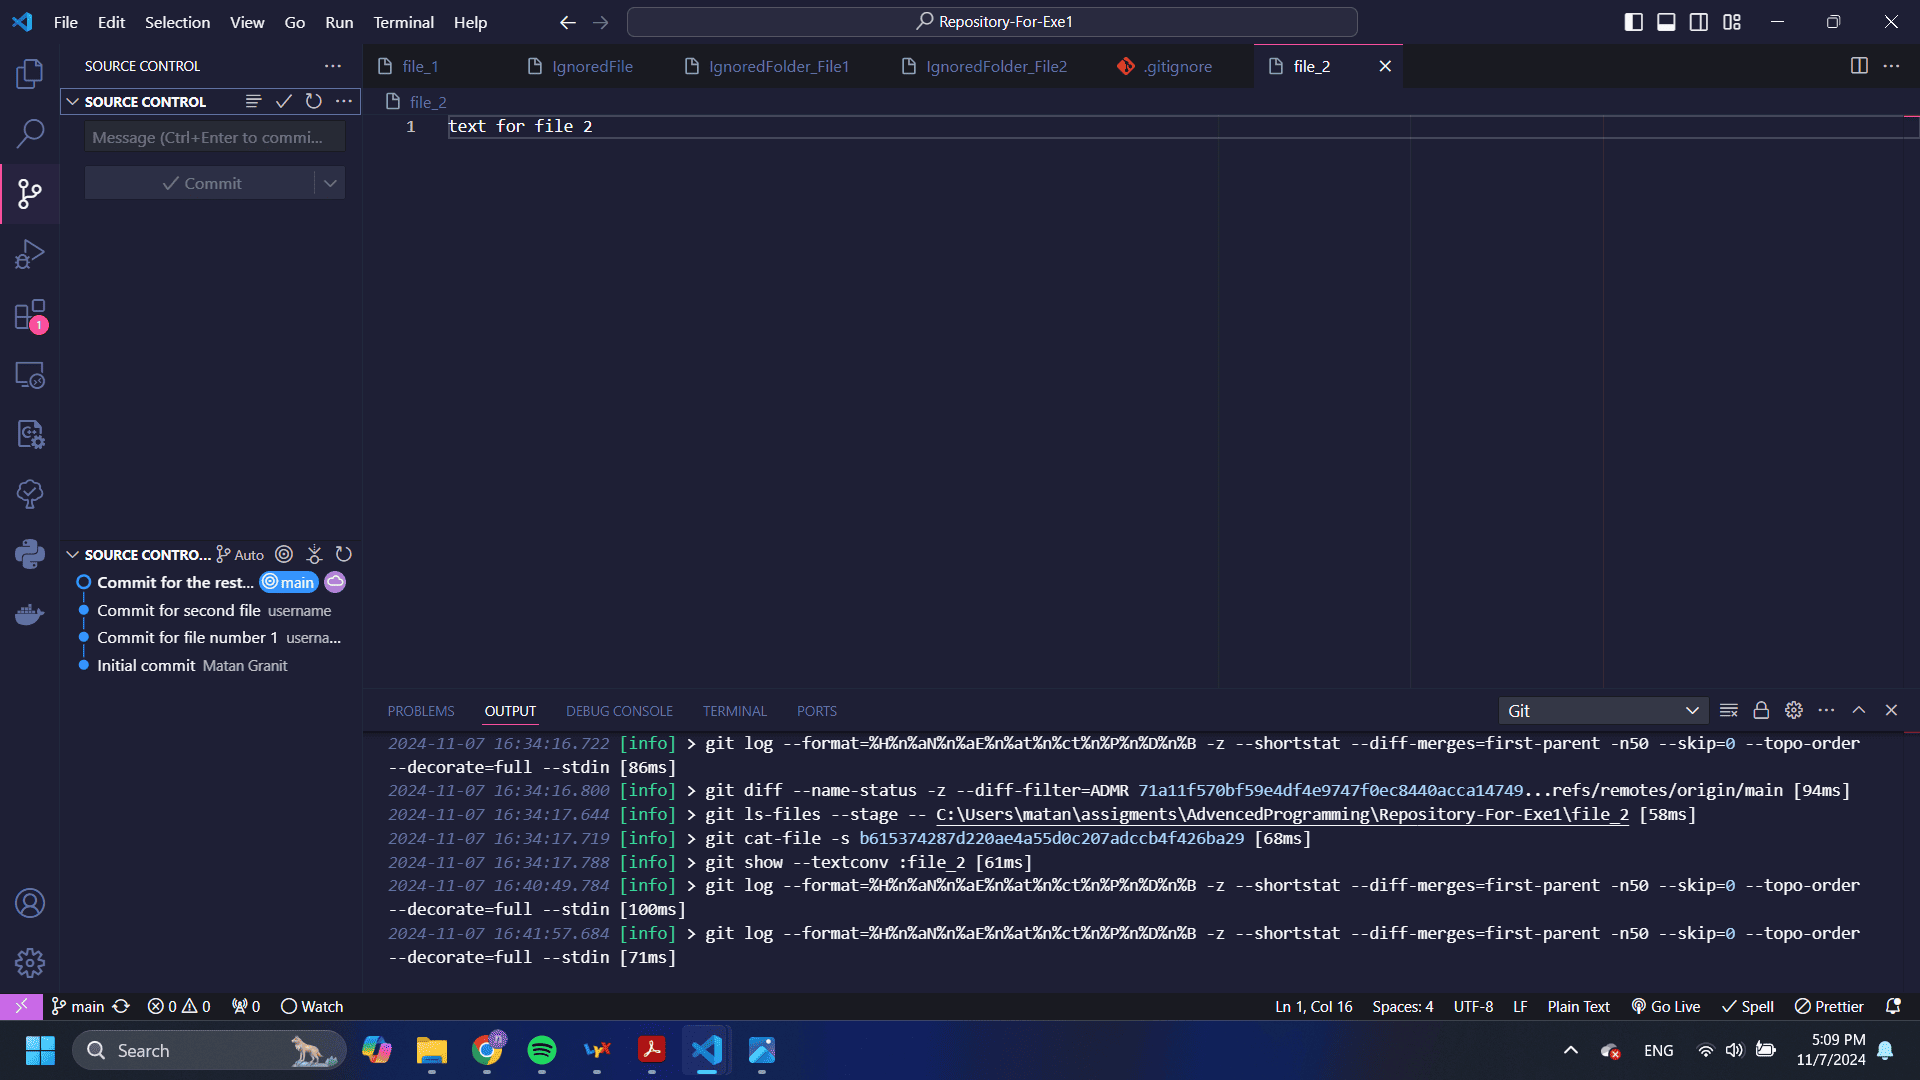 File Edit Selection View Go Run Terminal Help
Repository-For-Exe1
SOURCE CONTROL
SOURCE CONTROL
Message (Ctrl+Enter to commi...
Commit
1
SOURCE CONTRO... Auto
Commit for the rest... main
Commit for second file username
Commit for file number 1 userna...
Initial commit Matan Granit
file_1 IgnoredFile IgnoredFolder_File1 IgnoredFolder_File2 .gitignore file_2
file_2
1 text for file 2
PROBLEMS OUTPUT DEBUG CONSOLE TERMINAL PORTS
Git
2024-11-07 16:34:16.722 [info] > git log --format=%H%n%aN%n%aE%n%at%n%ct%n%P%n%D%n%B -z --shortstat --diff-merges=first-parent -n50 --skip=0 --topo-order
--decorate=full --stdin [86ms]
2024-11-07 16:34:16.800 [info] > git diff --name-status -z --diff-filter=ADMR 71a11f570bf59e4df4e9747f0ec8440acca14749...refs/remotes/origin/main [94ms]
2024-11-07 16:34:17.644 [info] > git ls-files --stage -- C:\Users\matan\assigments\AdvencedProgramming\Repository-For-Exe1\file_2 [58ms]
2024-11-07 16:34:17.719 [info] > git cat-file -s b615374287d220ae4a55d0c207adccb4f426ba29 [68ms]
2024-11-07 16:34:17.788 [info] > git show --textconv :file_2 [61ms]
2024-11-07 16:40:49.784 [info] > git log --format=%H%n%aN%n%aE%n%at%n%ct%n%P%n%D%n%B -z --shortstat --diff-merges=first-parent -n50 --skip=0 --topo-order
--decorate=full --stdin [100ms]
2024-11-07 16:41:57.684 [info] > git log --format=%H%n%aN%n%aE%n%at%n%ct%n%P%n%D%n%B -z --shortstat --diff-merges=first-parent -n50 --skip=0 --topo-order
--decorate=full --stdin [71ms]
main 0 0 0 Watch
Ln 1, Col 16 Spaces: 4 UTF-8 LF Plain Text Go Live Spell Prettier
Search
ENG
5:09 PM
11/7/2024